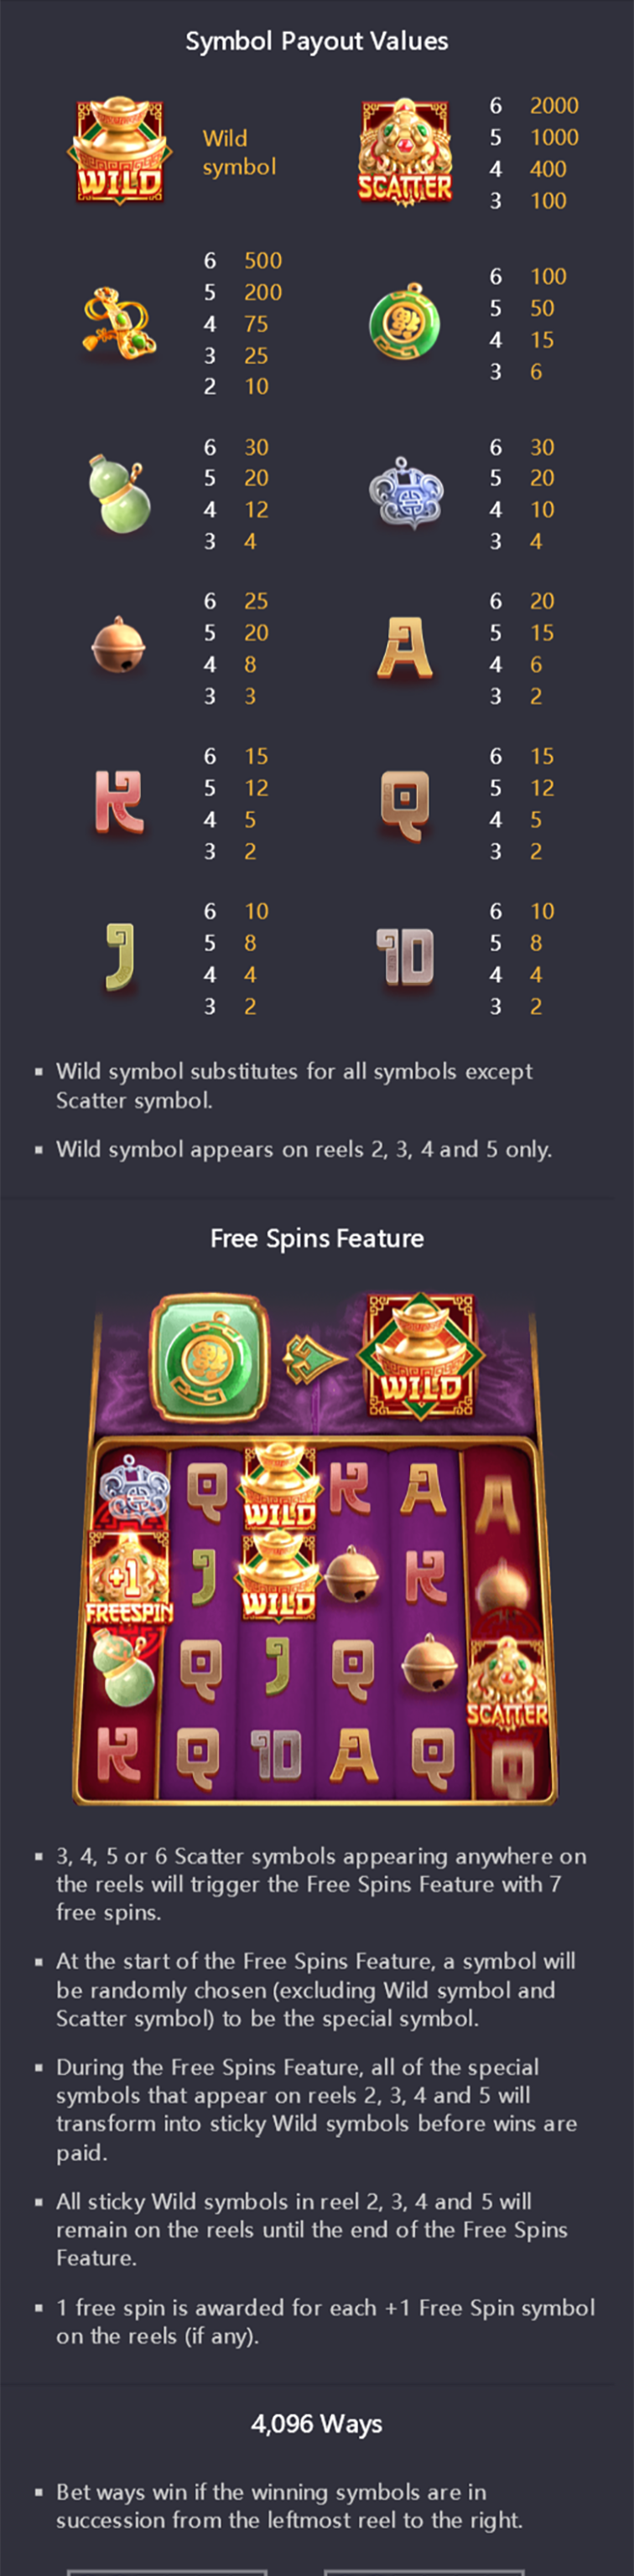 Symbol Payout Values
WILD
Wild
symbol
SCATTER
6 2000
5 1000
4 400
3 100
6 500
5 200
4 75
3 25
2 10
6 100
5 50
4 15
3 6
6 30
5 20
4 12
3 4
6 30
5 20
4 10
3 4
6 25
5 20
4 8
3 3
A
6 20
5 15
4 6
3 2
K
6 15
5 12
4 5
3 2
Q
6 15
5 12
4 5
3 2
J
6 10
5 8
4 4
3 2
10
6 10
5 8
4 4
3 2
▪ Wild symbol substitutes for all symbols except
Scatter symbol.
▪ Wild symbol appears on reels 2, 3, 4 and 5 only.
Free Spins Feature
WILD
Q WILD K A A
+1
FREESPIN J WILD K
Q J Q SCATTER
K Q 10 A Q Q
▪ 3, 4, 5 or 6 Scatter symbols appearing anywhere on
the reels will trigger the Free Spins Feature with 7
free spins.
▪ At the start of the Free Spins Feature, a symbol will
be randomly chosen (excluding Wild symbol and
Scatter symbol) to be the special symbol.
▪ During the Free Spins Feature, all of the special
symbols that appear on reels 2, 3, 4 and 5 will
transform into sticky Wild symbols before wins are
paid.
▪ All sticky Wild symbols in reel 2, 3, 4 and 5 will
remain on the reels until the end of the Free Spins
Feature.
▪ 1 free spin is awarded for each +1 Free Spin symbol
on the reels (if any).
4,096 Ways
▪ Bet ways win if the winning symbols are in
succession from the leftmost reel to the right.